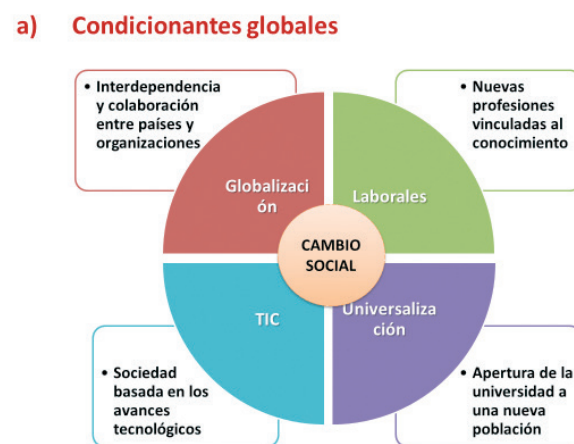 a) Condicionantes globales
• Interdependencia
y colaboración
entre países y
organizaciones
• Nuevas
profesiones
vinculadas al
conocimiento
Globalizaci
ón
Laborales
CAMBIO
SOCIAL
TIC
Universaliza
ción
• Sociedad
basada en los
avances
tecnológicos
• Apertura de la
universidad a
una nueva
población